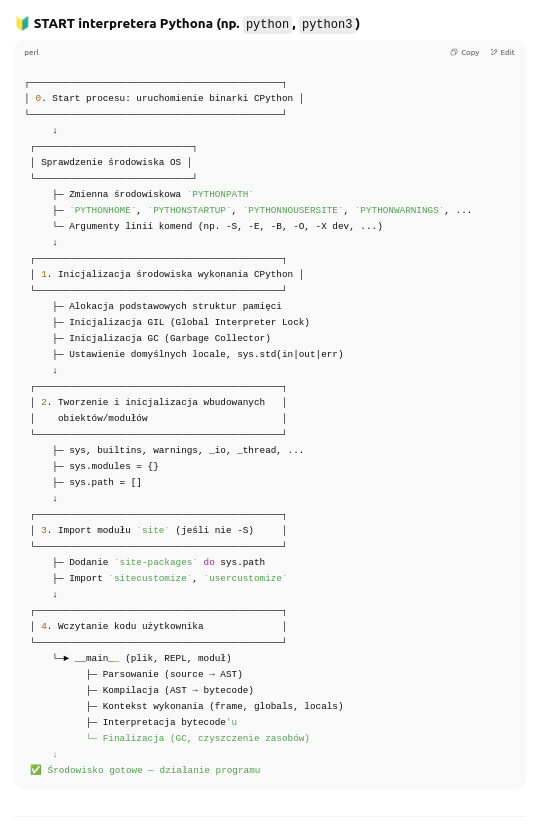 🔰 START interpretera Pythona (np. python, python3)
perl
Copy Edit
┌─────────────────────────────────────────────┐
│ 0. Start procesu: uruchomienie binarki CPython │
└─────────────────────────────────────────────┘
↓
┌────────────────────────────┐
│ Sprawdzenie środowiska OS │
└────────────────────────────┘
├─ Zmienna środowiskowa `PYTHONPATH`
├─ `PYTHONHOME`, `PYTHONSTARTUP`, `PYTHONNOUSERSITE`, `PYTHONWARNINGS`, ...
└─ Argumenty linii komend (np. -S, -E, -B, -O, -X dev, ...)
↓
┌────────────────────────────────────────────┐
│ 1. Inicjalizacja środowiska wykonania CPython │
└────────────────────────────────────────────┘
├─ Alokacja podstawowych struktur pamięci
├─ Inicjalizacja GIL (Global Interpreter Lock)
├─ Inicjalizacja GC (Garbage Collector)
├─ Ustawienie domyślnych locale, sys.std(in|out|err)
↓
┌────────────────────────────────────────────┐
│ 2. Tworzenie i inicjalizacja wbudowanych │
│ obiektów/modułów │
└────────────────────────────────────────────┘
├─ sys, builtins, warnings, _io, _thread, ...
├─ sys.modules = {}
├─ sys.path = []
↓
┌────────────────────────────────────────────┐
│ 3. Import modułu `site` (jeśli nie -S) │
└────────────────────────────────────────────┘
├─ Dodanie `site-packages` do sys.path
├─ Import `sitecustomize`, `usercustomize`
↓
┌────────────────────────────────────────────┐
│ 4. Wczytanie kodu użytkownika │
└────────────────────────────────────────────┘
└─► __main__ (plik, REPL, moduł)
├─ Parsowanie (source → AST)
├─ Kompilacja (AST → bytecode)
├─ Kontekst wykonania (frame, globals, locals)
├─ Interpretacja bytecode'u
└─ Finalizacja (GC, czyszczenie zasobów)
↓
✅ Środowisko gotowe — działanie programu